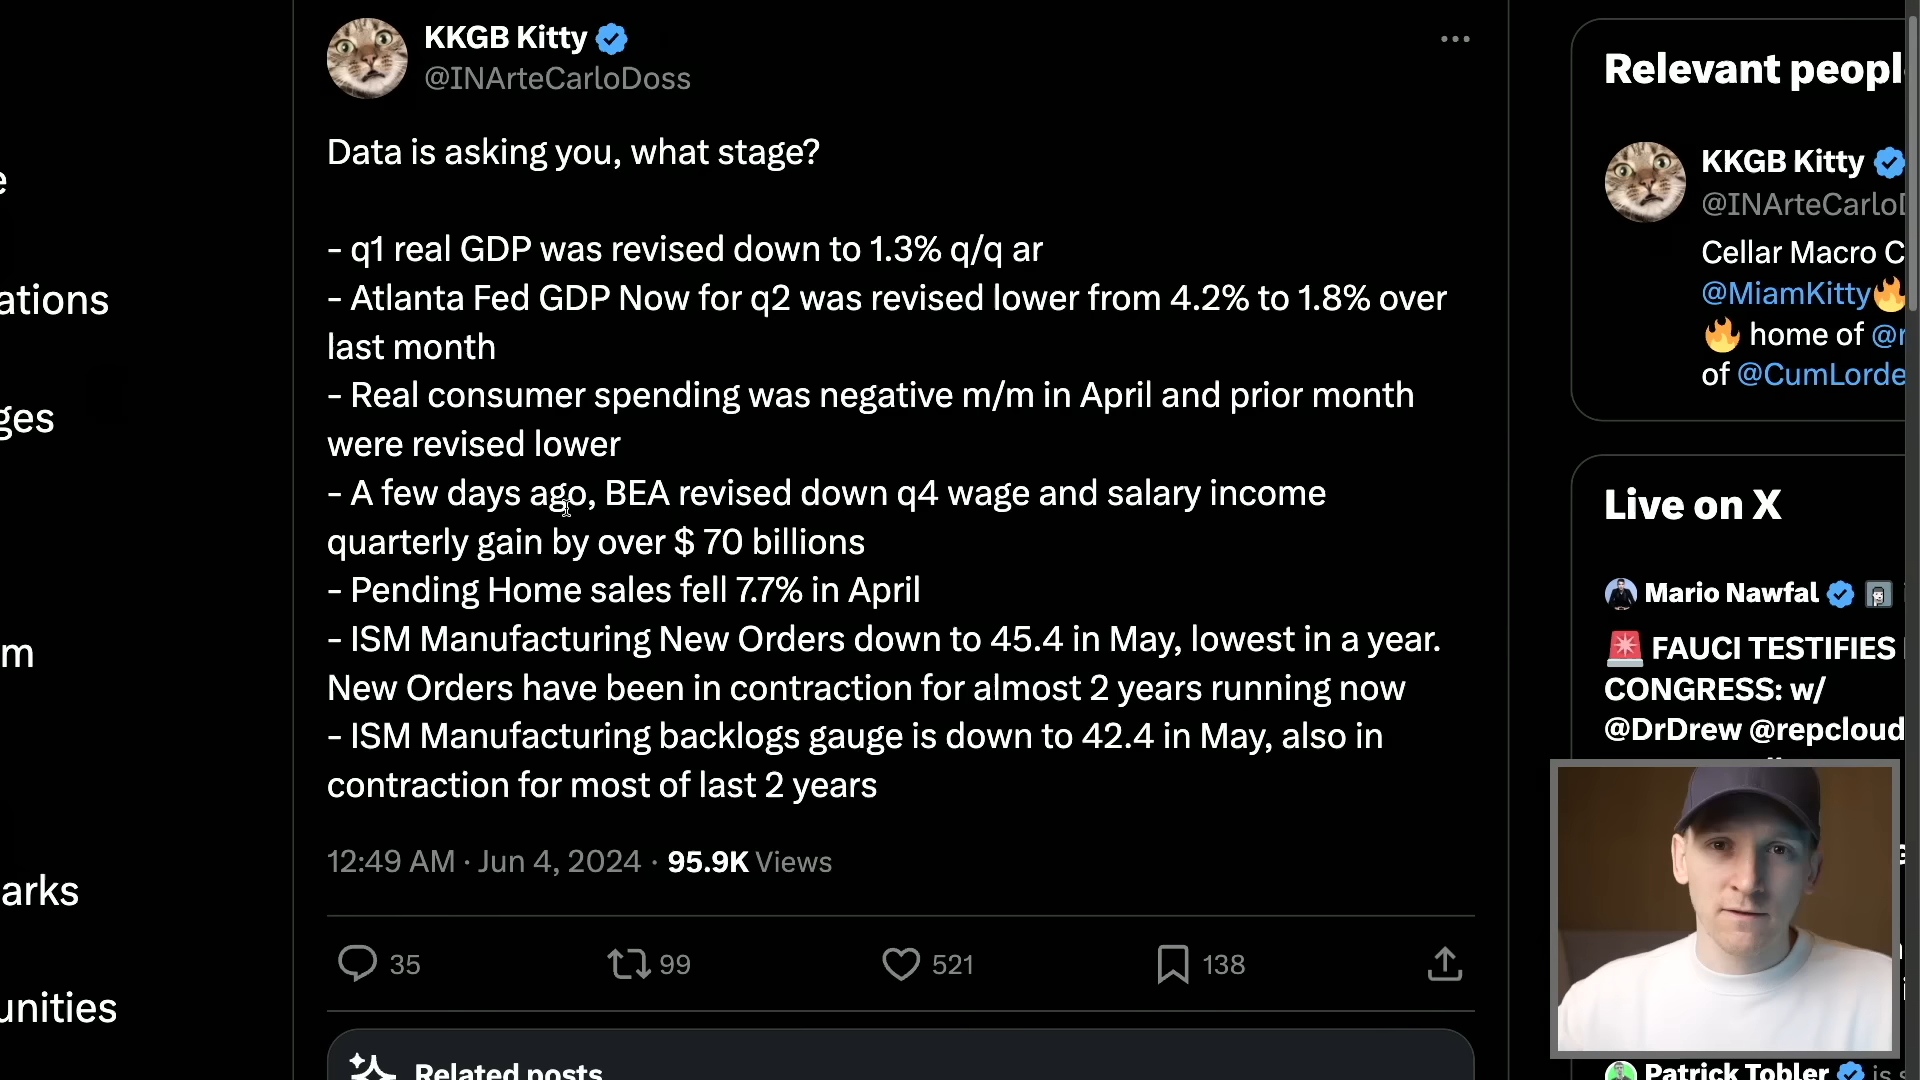 KKGB Kitty
@INArteCarloDoss
Data is asking you, what stage?
- q1 real GDP was revised down to 1.3% q/q ar
- Atlanta Fed GDP Now for q2 was revised lower from 4.2% to 1.8% over
last month
- Real consumer spending was negative m/m in April and prior month
were revised lower
- A few days ago, BEA revised down q4 wage and salary income
quarterly gain by over $ 70 billions
- Pending Home sales fell 7.7% in April
- ISM Manufacturing New Orders down to 45.4 in May, lowest in a year.
New Orders have been in contraction for almost 2 years running now
- ISM Manufacturing backlogs gauge is down to 42.4 in May, also in
contraction for most of last 2 years
12:49 AM · Jun 4, 2024 · 95.9K Views
35 99 521 138
Related posts
e
ations
ges
m
arks
unities
Relevant peopl
KKGB Kitty
@INArteCarloD
Cellar Macro C
@MiamKitty🔥
🔥 home of @r
of @CumLorde
Live on X
Mario Nawfal
🚨 FAUCI TESTIFIES
CONGRESS: w/
@DrDrew @repcloud
Patrick Tobler is s